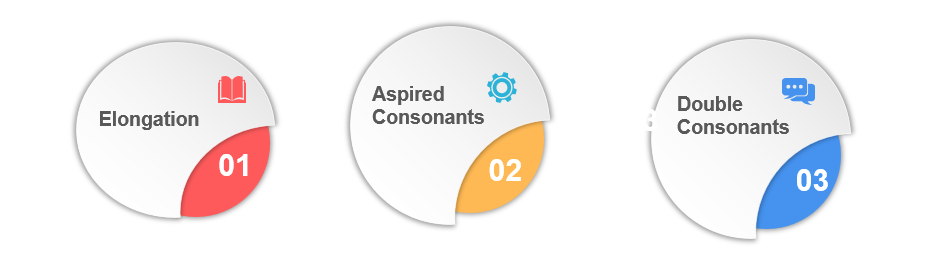 Elongation
01
Aspired
Consonants
02
Double
Consonants
03